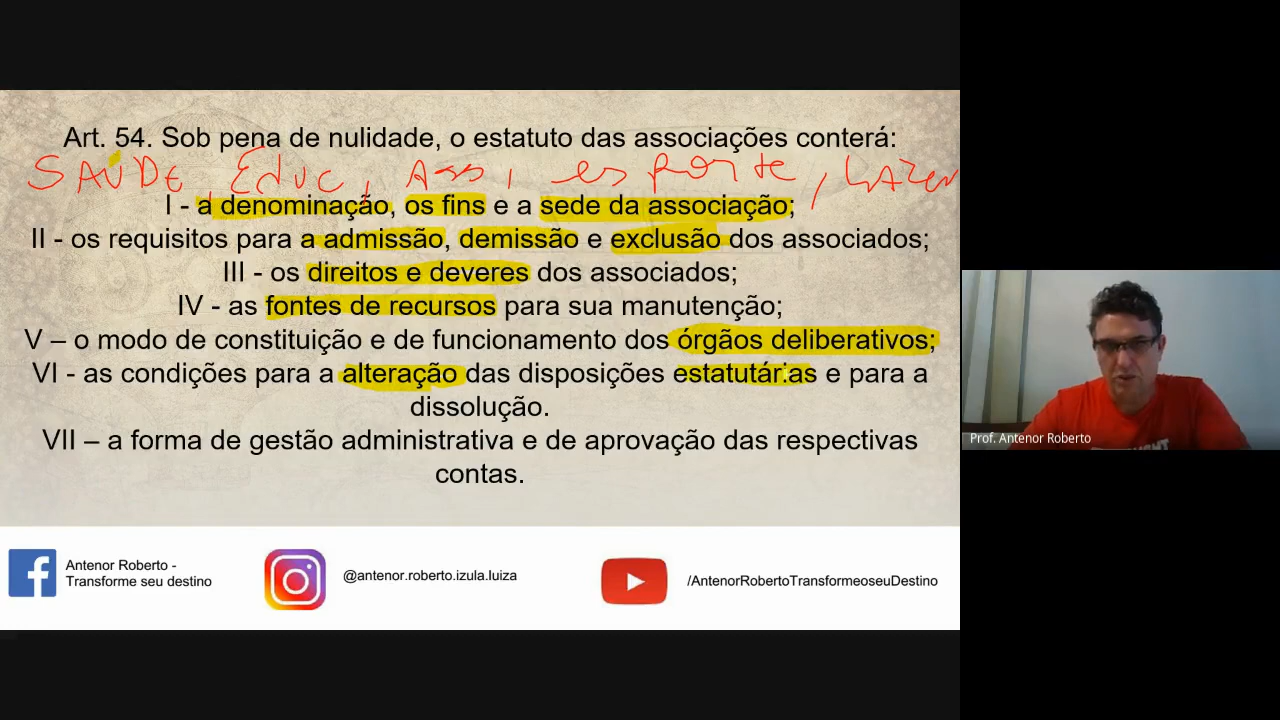 Art. 54. Sob pena de nulidade, o estatuto das associações conterá:
SAÚDE, EDUC, ASS, esporte, Lazer
I - a denominação, os fins e a sede da associação;
II - os requisitos para a admissão, demissão e exclusão dos associados;
III - os direitos e deveres dos associados;
IV - as fontes de recursos para sua manutenção;
V – o modo de constituição e de funcionamento dos órgãos deliberativos;
VI - as condições para a alteração das disposições estatutárias e para a
dissolução.
VII – a forma de gestão administrativa e de aprovação das respectivas
contas.
Antenor Roberto -
Transforme seu destino
@antenor.roberto.izula.luiza
/AntenorRobertoTransformeoseuDestino
Prof. Antenor Roberto